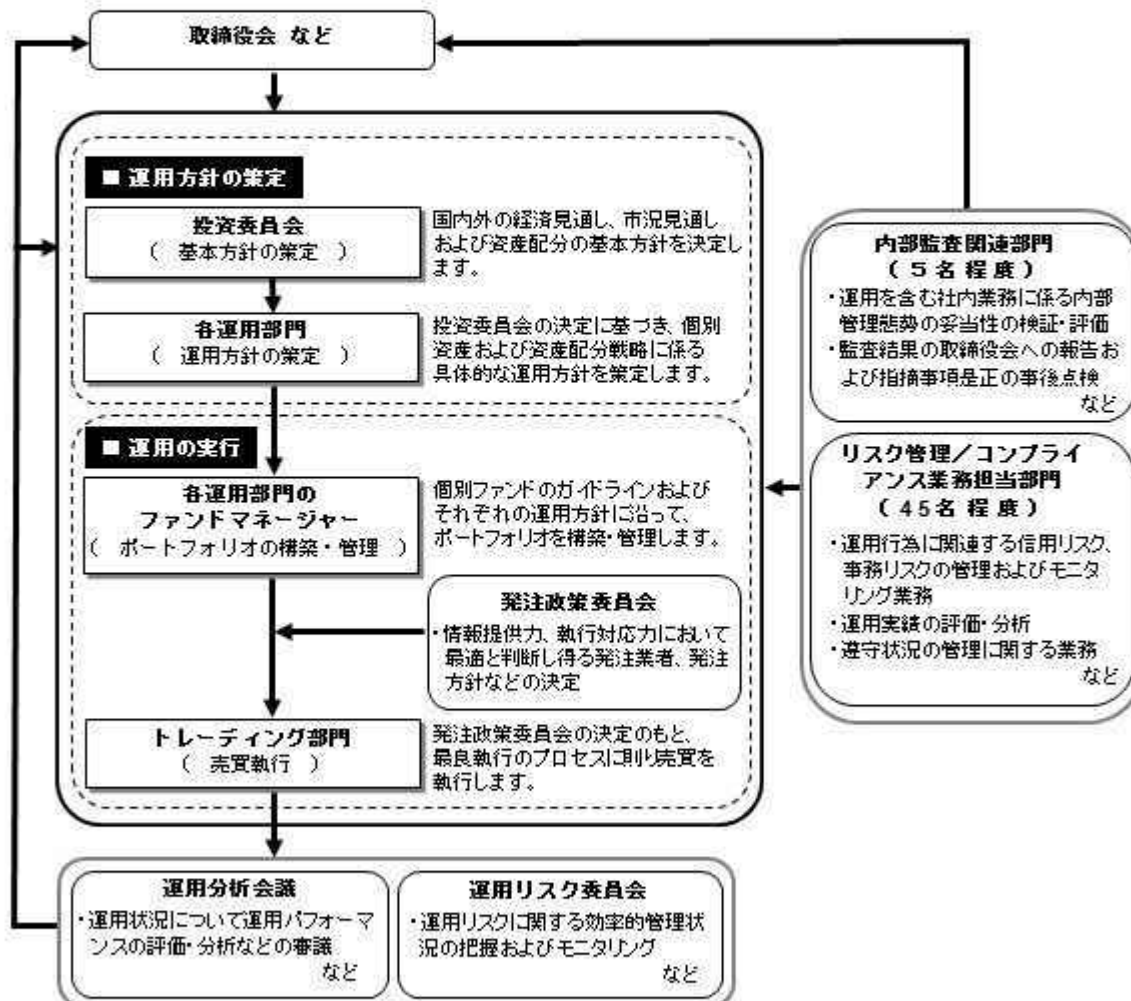 取締役会 など
■ 運用方針の策定
投資委員会
( 基本方針の策定 )
国内外の経済見通し、市況見通し
および資産配分の基本方針を決定し
ます。
各運用部門
( 運用方針の策定 )
投資委員会の決定に基づき、個別
資産および資産配分戦略に係る
具体的な運用方針を策定します。
■ 運用の実行
各運用部門の
ファンドマネージャー
( ポートフォリオの構築・管理 )
個別ファンドのガイドラインおよび
それぞれの運用方針に沿って、
ポートフォリオを構築・管理します。
発注政策委員会
・情報提供力、執行対応力において
最適と判断し得る発注業者、発注
方針などの決定
トレーディング部門
( 売買執行 )
発注政策委員会の決定のもと、
最良執行のプロセスに則り売買を
執行します。
内部監査関連部門
( 5名程度 )
・運用を含む社内業務に係る内部
管理態勢の妥当性の検証・評価
・監査結果の取締役会への報告お
よび指摘事項是正の事後点検
など
リスク管理/コンプライ
アンス業務担当部門
( 45名程度 )
・運用行為に関連する信用リスク、
事務リスクの管理およびモニタ
リング業務
・運用実績の評価・分析
・遵守状況の管理に関する業務
など
運用分析会議
・運用状況について運用パフォーマ
ンスの評価・分析などの審議
など
運用リスク委員会
・運用リスクに関する効率的管理状
況の把握およびモニタリング
など